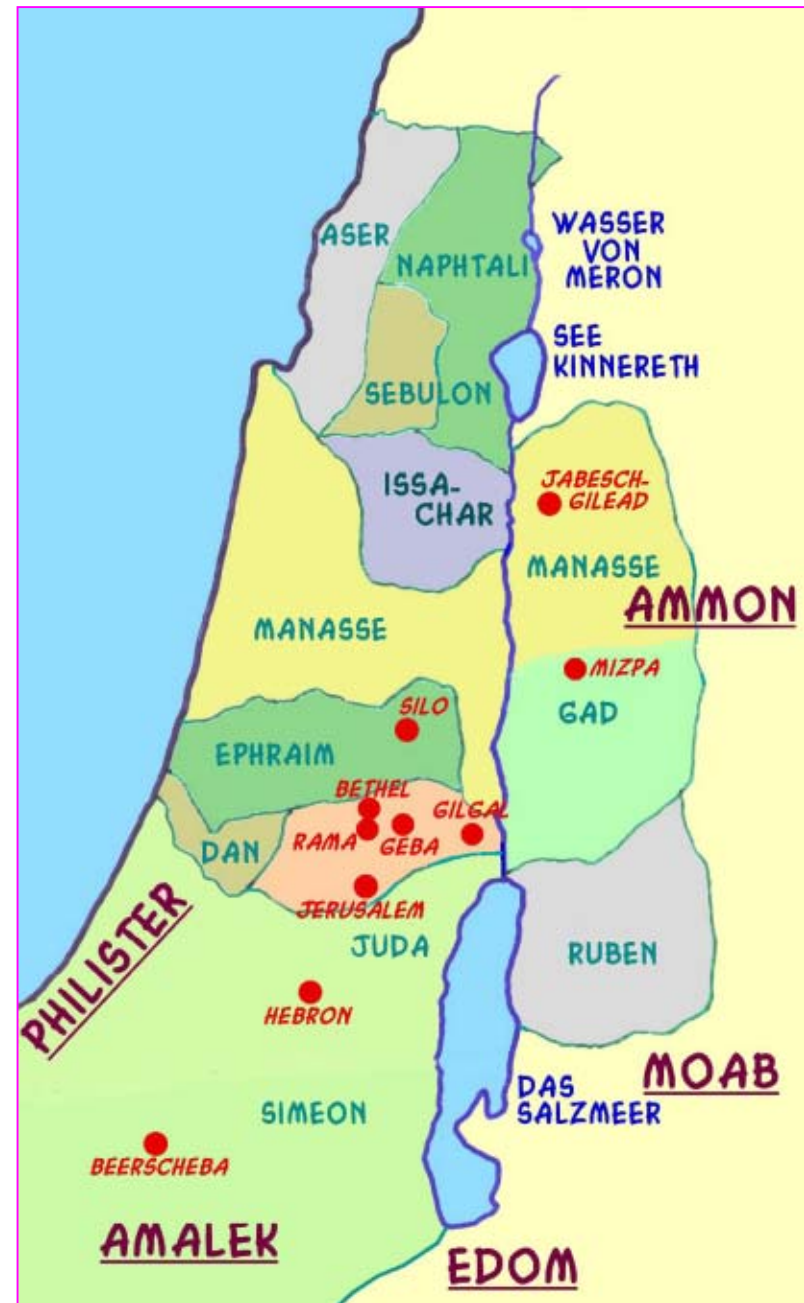 ASER
NAPHTALI
WASSER
VON
MERON
SEE
KINNERETH
SEBULON
ISSA-
CHAR
JABESCH-
GILEAD
MANASSE
AMMON
MANASSE
MIZPA
SILO
GAD
EPHRAIM
BETHEL
GILGAL
RAMA
GEBA
DAN
JERUSALEM
PHILISTER
JUDA
RUBEN
HEBRON
MOAB
DAS
SALZMEER
SIMEON
BEERSCHEBA
AMALEK
EDOM